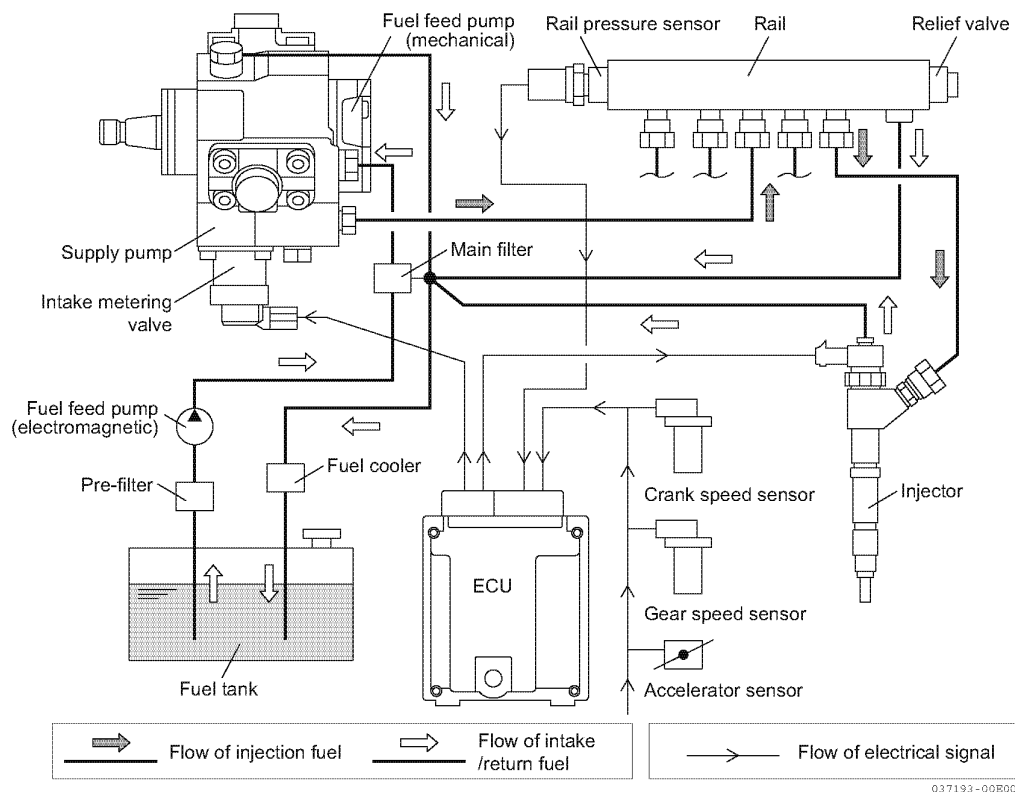 Fuel feed pump
(mechanical)
Rail pressure sensor
Rail
Relief valve
Supply pump
Main filter
Intake metering
valve
Fuel feed pump
(electromagnetic)
Fuel cooler
Pre-filter
Crank speed sensor
Injector
ECU
Gear speed sensor
Fuel tank
Accelerator sensor
Flow of injection fuel
Flow of intake
/return fuel
Flow of electrical signal
037193-00E00